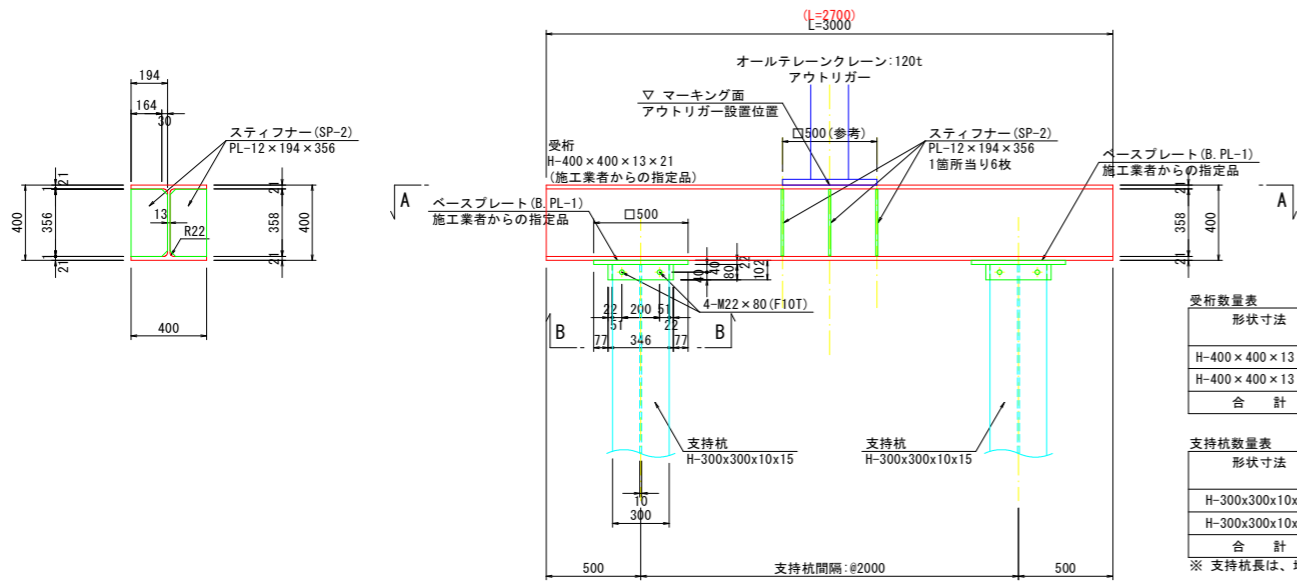 (L=2700)
L=3000
オールテレーンクレーン:120t
アウトリガー
▽ マーキング面
アウトリガー設置位置
□500(参考)
スティフナー(SP-2)
PL-12×194×356
1箇所当り6枚
ベースプレート(B.PL-1)
施工業者からの指定品
受桁
H-400×400×13×21
(施工業者からの指定品)
ベースプレート(B.PL-1)
施工業者からの指定品
□500
A
A
21
358
21
400
194
164
30
スティフナー(SP-2)
PL-12×194×356
21
356
21
400
13
R22
21
358
21
400
400
40
40
80
22
102
4-M22×80(F10T)
22
200
51
51
22
77
346
77
B
B
支持杭
H-300x300x10x15
支持杭
H-300x300x10x15
10
300
500
支持杭間隔:@2000
500
受桁数量表
形状寸法
H-400×400×13
H-400×400×13
合 計
支持杭数量表
形状寸法
H-300x300x10x
H-300x300x10x
合 計
※ 支持杭長は、